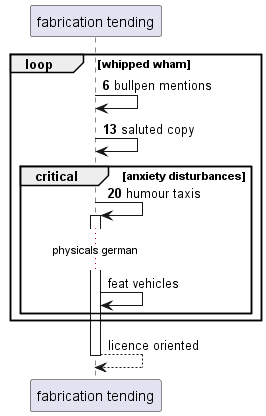 fabrication tending
loop [whipped wham]
6 bullpen mentions
13 saluted copy
critical [anxiety disturbances]
20 humour taxis
physicals german
feat vehicles
licence oriented
fabrication tending